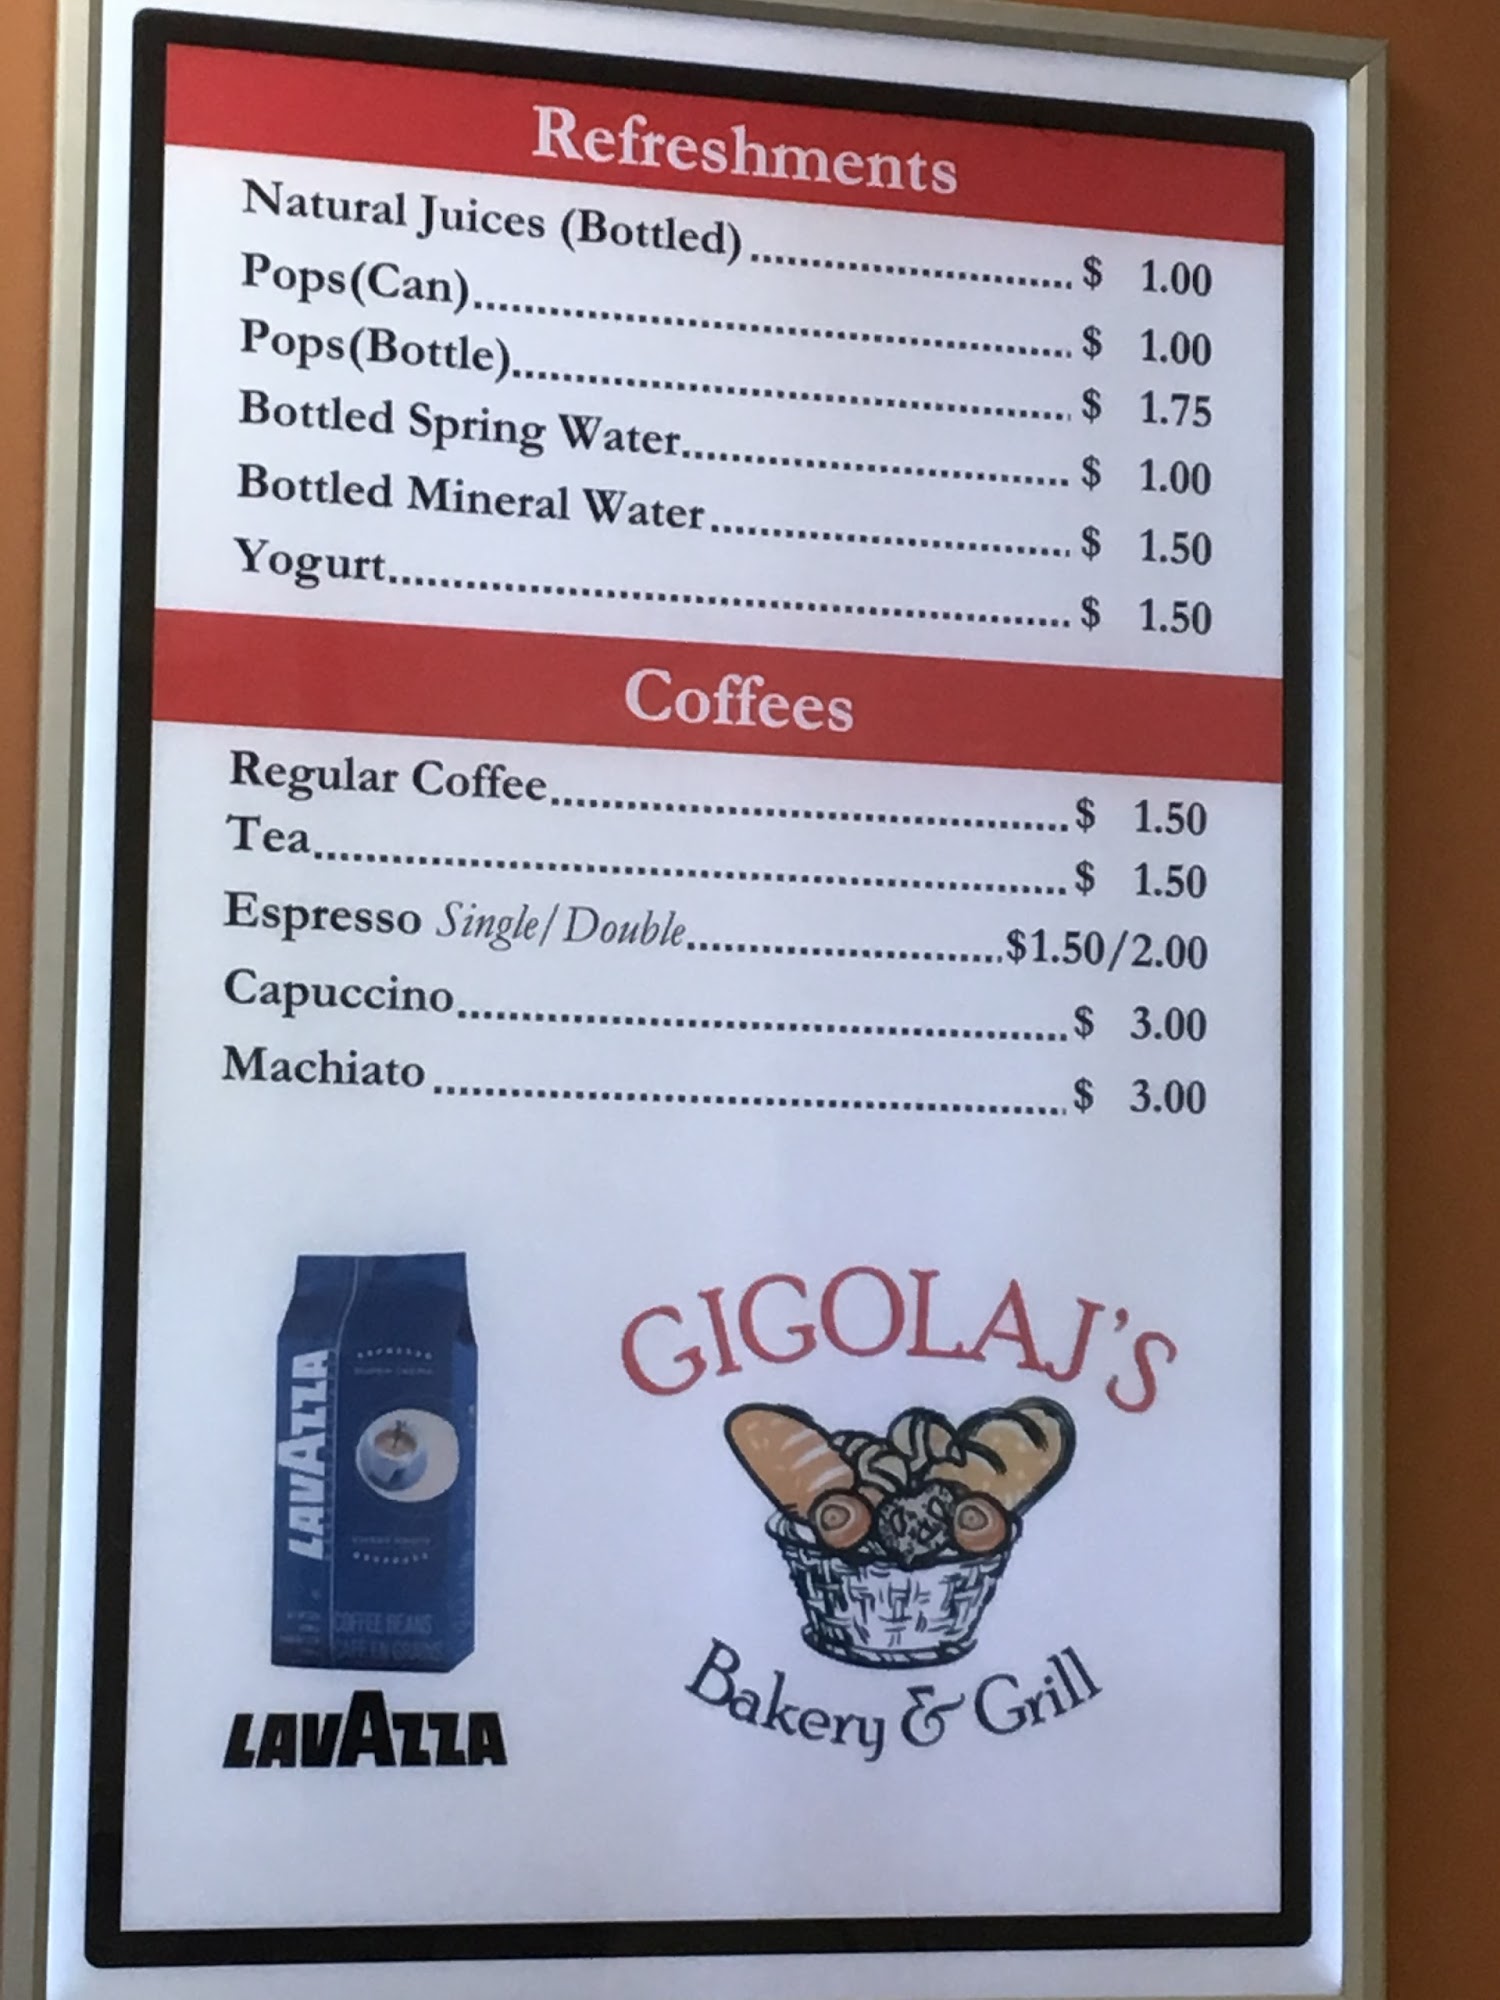 Refreshments
Natural Juices (Bottled)............................$ 1.00
Pops(Can)....................................................$ 1.00
Pops(Bottle)................................................$ 1.75
Bottled Spring Water..................................$ 1.00
Bottled Mineral Water................................$ 1.50
Yogurt............................................................$ 1.50
Coffees
Regular Coffee.............................................$ 1.50
Tea..................................................................$ 1.50
Espresso Single/Double............................$1.50/2.00
Capuccino.....................................................$ 3.00
Machiato.......................................................$ 3.00
LAVAZZA
ESPRESSO
SUPER CREMA
COFFEE BEANS
CAFÉ EN GRAINS
LAVAZZA
GIGOLAJ'S
Bakery & Grill